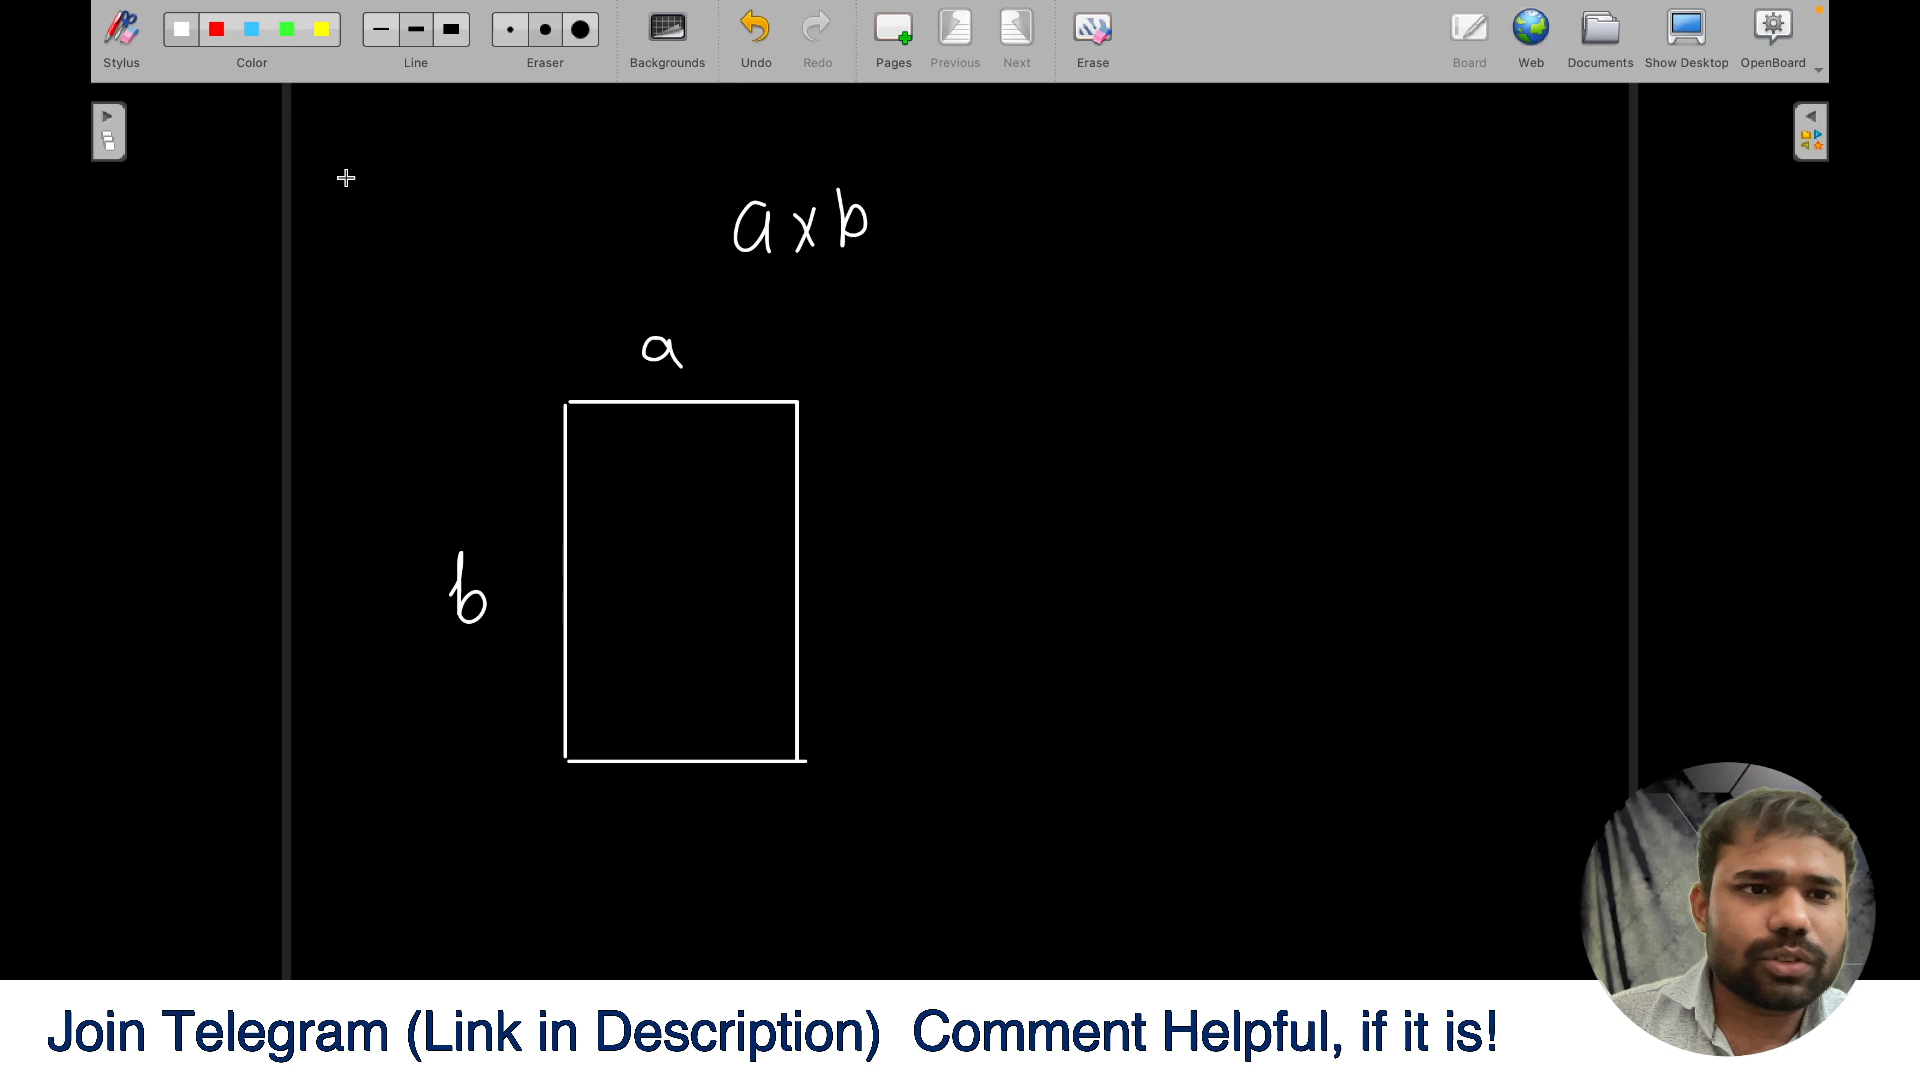 Stylus Color Line Eraser Backgrounds Undo Redo Pages Previous Next Erase Board Web Documents Show Desktop OpenBoard
a x b
a
b
Join Telegram (Link in Description) Comment Helpful, if it is!